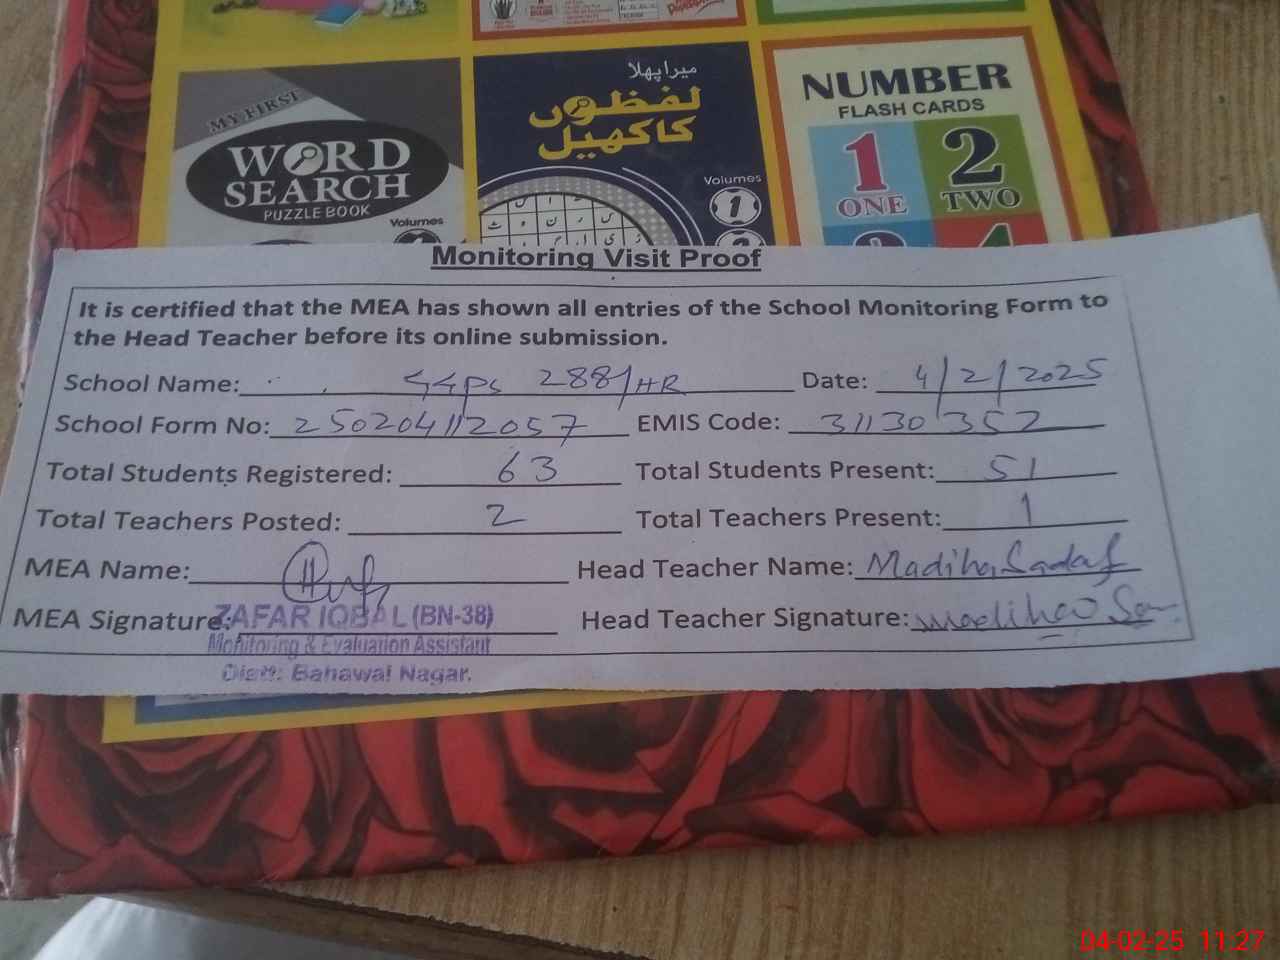 MY FIRST
WORD
SEARCH
PUZZLE BOOK
Volumes
میرا پہلا
لفظوں
کا کھیل
Volumes
1
NUMBER
FLASH CARDS
1 2
ONE TWO
Monitoring Visit Proof
It is certified that the MEA has shown all entries of the School Monitoring Form to
the Head Teacher before its online submission.
School Name: GGPS 288/HR Date: 4/2/2025
School Form No: 250204112057 EMIS Code: 31130352
Total Students Registered: 63 Total Students Present: 51
Total Teachers Posted: 2 Total Teachers Present: 1
MEA Name: Head Teacher Name: Madiha Sadaf
MEA Signature: Head Teacher Signature: Madiha
ZAFAR IQBAL (BN-38)
Monitoring & Evaluation Assistant
Distt: Bahawal Nagar.
04-02-25 11:27